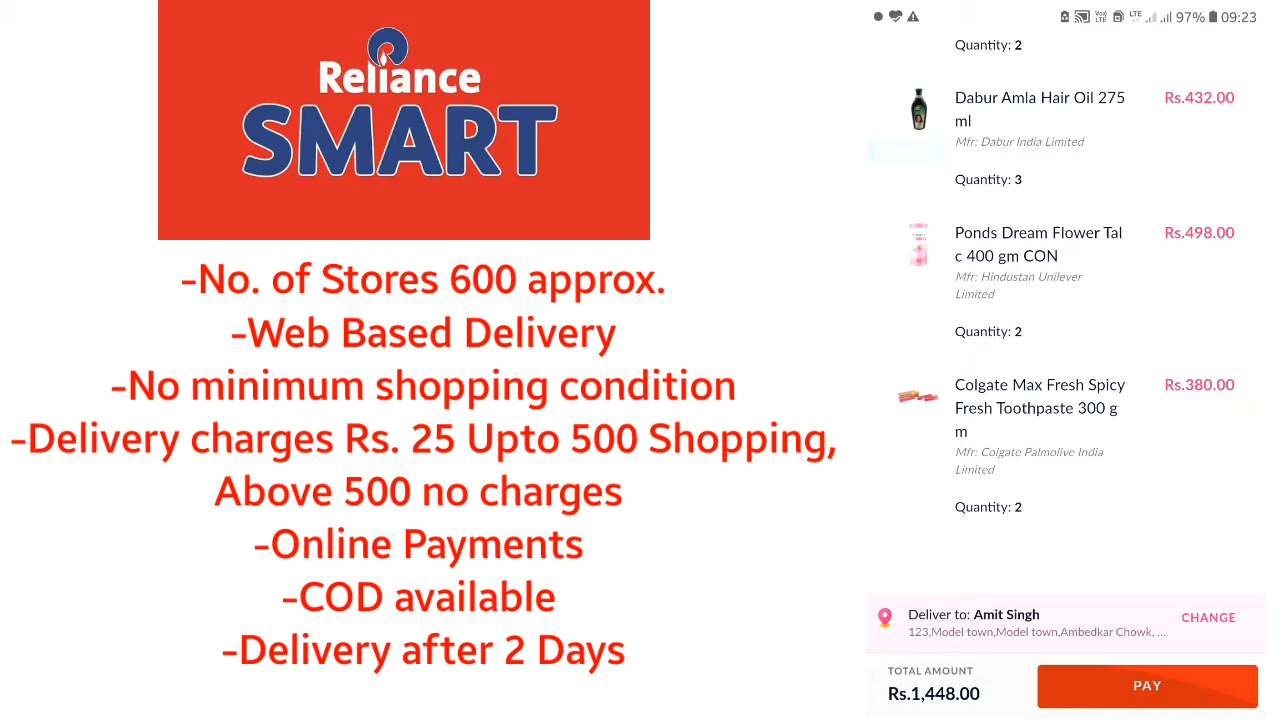 Reliance
SMART
-No. of Stores 600 approx.
-Web Based Delivery
-No minimum shopping condition
-Delivery charges Rs. 25 Upto 500 Shopping,
Above 500 no charges
-Online Payments
-COD available
-Delivery after 2 Days
Vo) LTE LTE 97% 09:23
Quantity: 2
Dabur Amla Hair Oil 275 Rs.432.00
ml
Mfr: Dabur India Limited
Quantity: 3
Ponds Dream Flower Tal Rs.498.00
c 400 gm CON
Mfr: Hindustan Unilever
Limited
Quantity: 2
Colgate Max Fresh Spicy Rs.380.00
Fresh Toothpaste 300 g
m
Mfr: Colgate Palmolive India
Limited
Quantity: 2
Deliver to: Amit Singh CHANGE
123,Model town,Model town,Ambedkar Chowk, ...
TOTAL AMOUNT
Rs.1,448.00
PAY